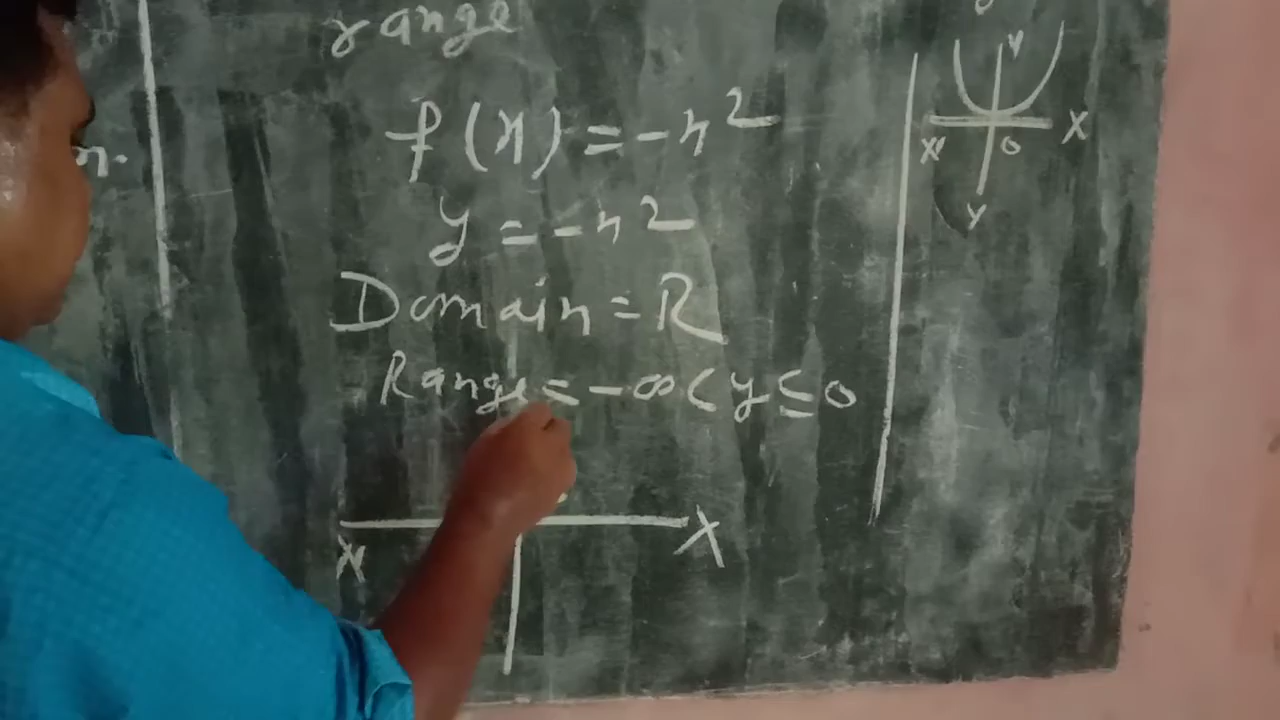 range
n.
f(x) = -x²
y = -x²
Domain = R
Range = -∞ < y ≤ 0
X' X
Y
X' O X
Y'